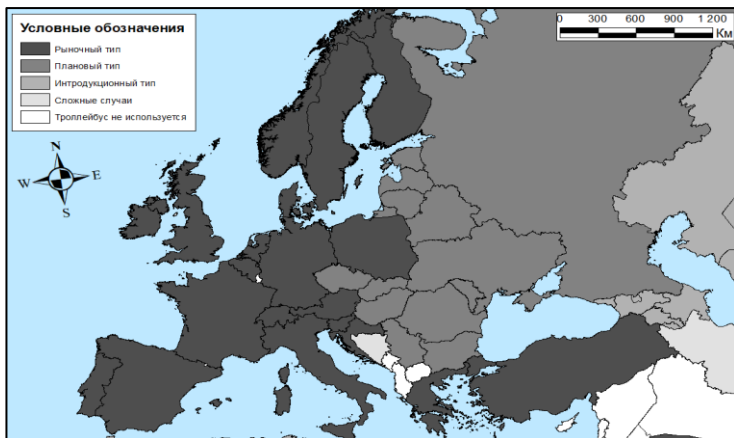 Условные обозначения
Рыночный тип
Плановый тип
Интродукционный тип
Сложные случаи
Троллейбус не используется
0 300 600 900 1 200
Км
N
W E
S